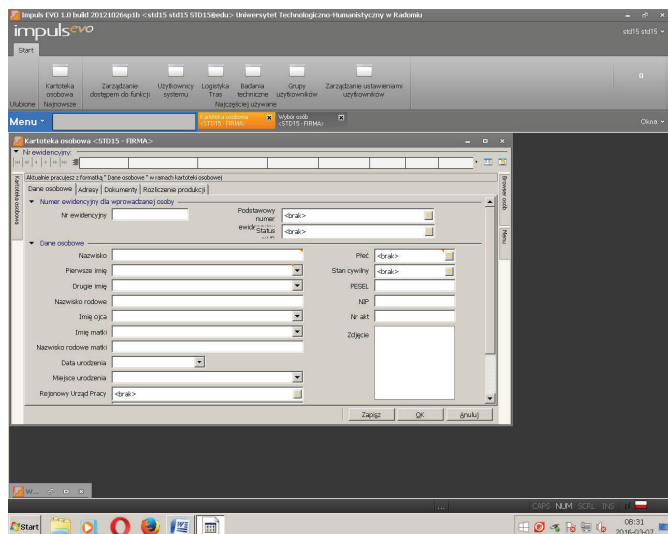 Impuls EVO 1.0 build 20121026sp1b <std15 std15 STD15@edu> Uniwersytet Technologiczno-Humanistyczny w Radomiu
impulsevo
std15 std15
Start
0
Kartoteka osobowa
Zarządzanie dostępem do funkcji
Użytkownicy systemu
Logistyka Tras
Badania techniczne
Grupy użytkowników
Zarządzanie ustawieniami użytkowników
Ulubione Najnowsze Najczęściej używane
Menu
Kartoteka osobowa <STD15 - FIRMA>
Wybór osób <STD15 - FIRMA>
Okna
Kartoteka osobowa <STD15 - FIRMA>
Nr ewidencyjny:
Aktualnie pracujesz z formatką "Dane osobowe" w ramach kartoteki osobowej
Kartoteka osobowa
Browser osób
Menu
Dane osobowe Adresy Dokumenty Rozliczenie produkcji
Numer ewidencyjny dla wprowadzanej osoby
Nr ewidencyjny
Podstawowy numer <brak>
Status <brak>
Dane osobowe
Nazwisko
Płeć <brak>
Pierwsze imię
Stan cywilny <brak>
Drugie imię
PESEL
Nazwisko rodowe
NIP
Imię ojca
Nr akt
Imię matki
Zdjęcie
Nazwisko rodowe matki
Data urodzenia
Miejsce urodzenia
Rejonowy Urząd Pracy <brak>
Zapisz OK Anuluj
W...
... CAPS NUM SCRL INS
Start
08:31
2016-03-07